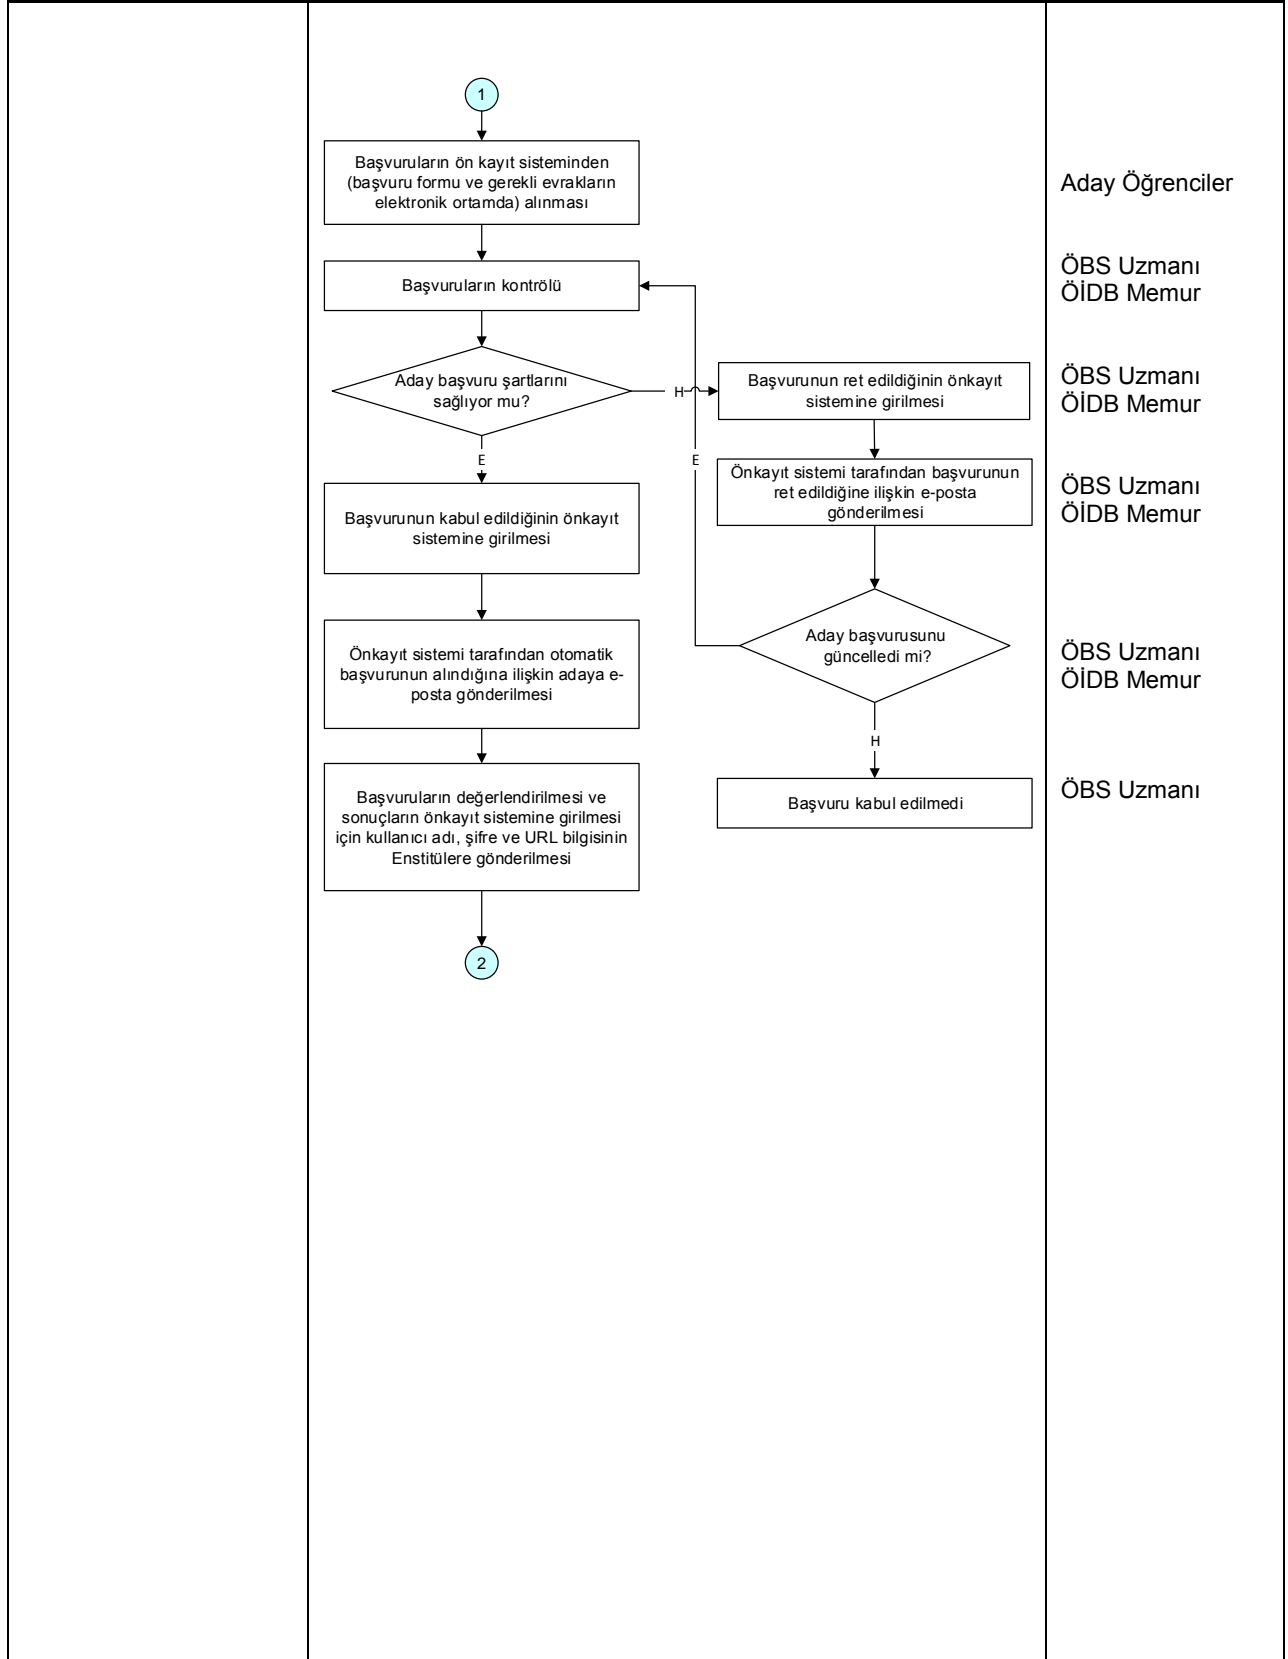 1
Başvuruların ön kayıt sisteminden
(başvuru formu ve gerekli evrakların
elektronik ortamda) alınması
Aday Öğrenciler
Başvuruların kontrölü
ÖBS Uzmanı
ÖİDB Memur
Aday başvuru şartlarını
sağlıyor mu?
H
Başvurunun ret edildiğinin önkayıt
sistemine girilmesi
ÖBS Uzmanı
ÖİDB Memur
E
E
Önkayıt sistemi tarafından başvurunun
ret edildiğine ilişkin e-posta
gönderilmesi
ÖBS Uzmanı
ÖİDB Memur
Başvurunun kabul edildiğinin önkayıt
sistemine girilmesi
Önkayıt sistemi tarafından otomatik
başvurunun alındığına ilişkin adaya e-
posta gönderilmesi
Aday başvurusunu
güncelledi mi?
ÖBS Uzmanı
ÖİDB Memur
H
Başvuruların değerlendirilmesi ve
sonuçların önkayıt sistemine girilmesi
için kullanıcı adı, şifre ve URL bilgisinin
Enstitülere gönderilmesi
Başvuru kabul edilmedi
ÖBS Uzmanı
2